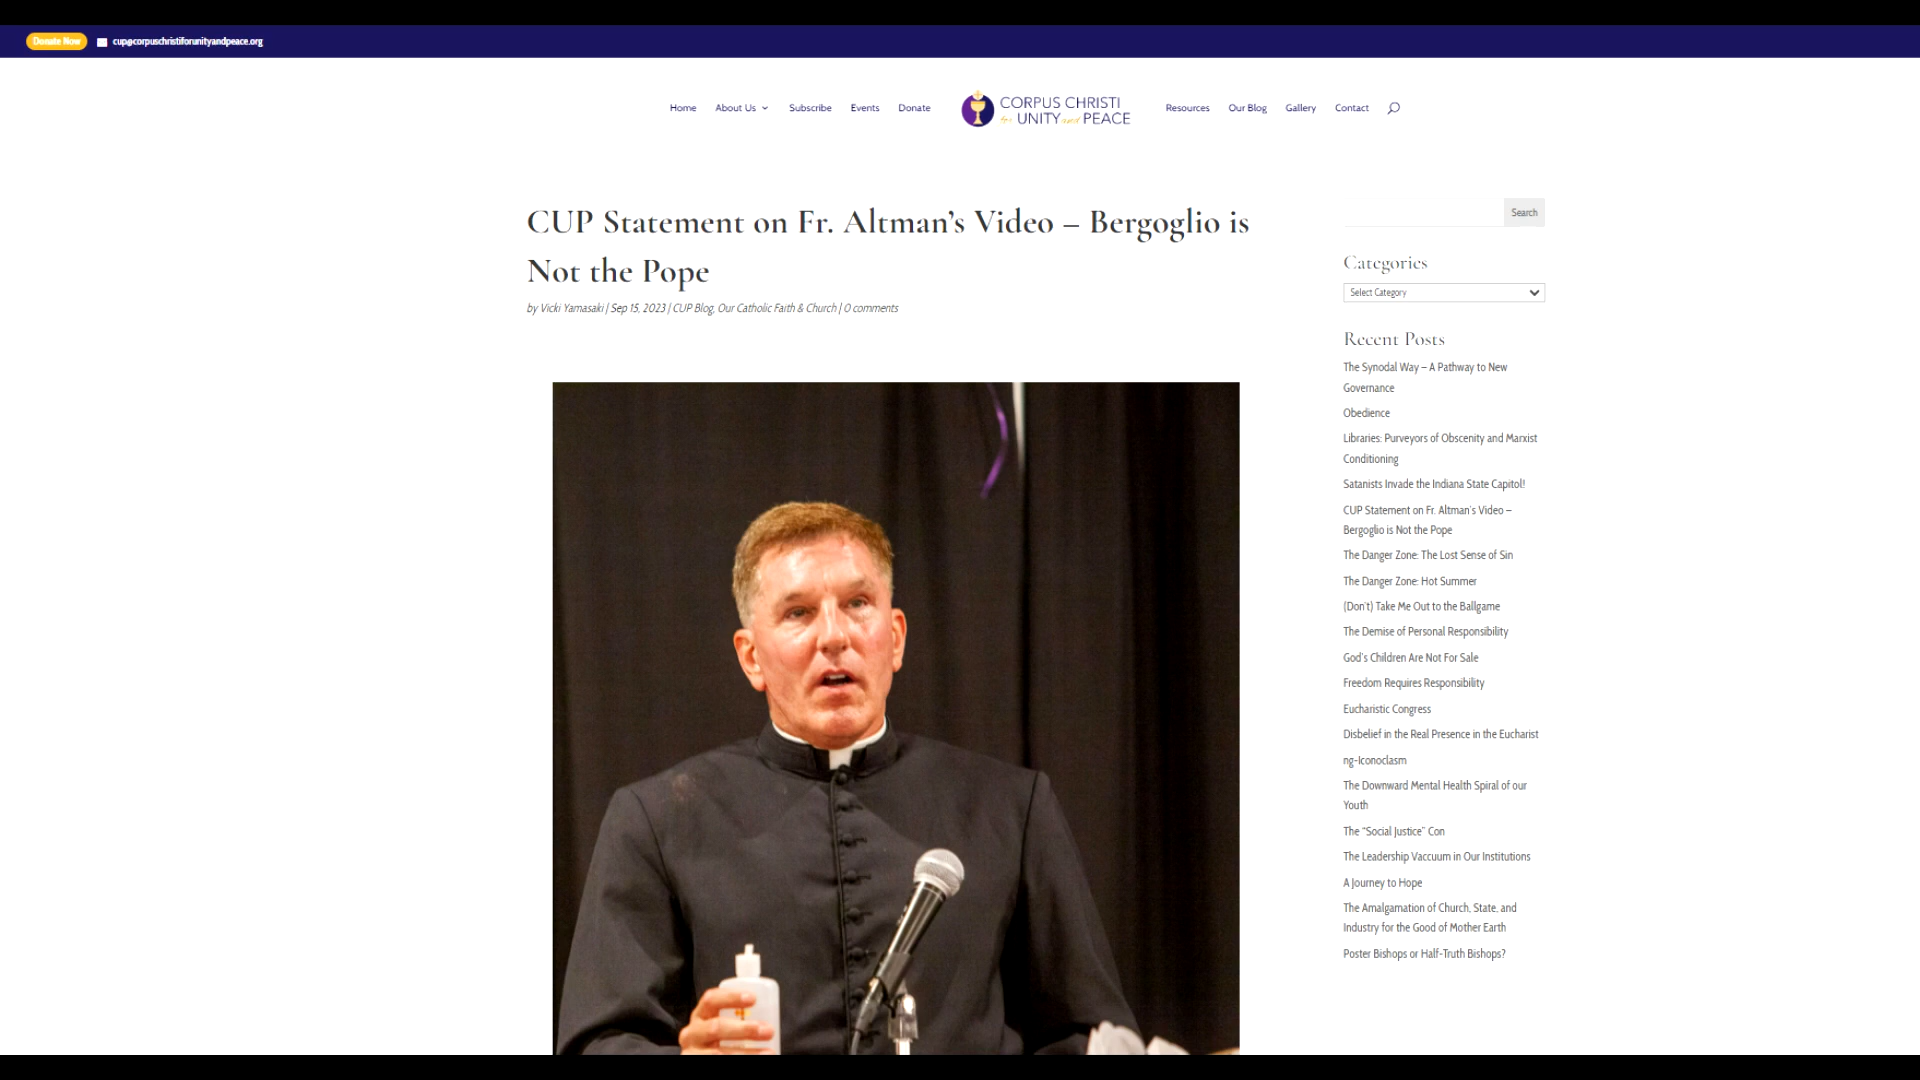 Donate Now
cup@corpuschristiforunityandpeace.org
Home
About Us
Subscribe
Events
Donate
CORPUS CHRISTI
for UNITY and PEACE
Resources
Our Blog
Gallery
Contact
CUP Statement on Fr. Altman’s Video – Bergoglio is
Not the Pope
by Vicki Yamasaki | Sep 15, 2023 | CUP Blog, Our Catholic Faith & Church | 0 comments
Search
Categories
Select Category
Recent Posts
The Synodal Way – A Pathway to New
Governance
Obedience
Libraries: Purveyors of Obscenity and Marxist
Conditioning
Satanists Invade the Indiana State Capitol!
CUP Statement on Fr. Altman’s Video –
Bergoglio is Not the Pope
The Danger Zone: The Lost Sense of Sin
The Danger Zone: Hot Summer
(Don’t) Take Me Out to the Ballgame
The Demise of Personal Responsibility
God’s Children Are Not For Sale
Freedom Requires Responsibility
Eucharistic Congress
Disbelief in the Real Presence in the Eucharist
ng-Iconoclasm
The Downward Mental Health Spiral of our
Youth
The “Social Justice” Con
The Leadership Vaccuum in Our Institutions
A Journey to Hope
The Amalgamation of Church, State, and
Industry for the Good of Mother Earth
Poster Bishops or Half-Truth Bishops?